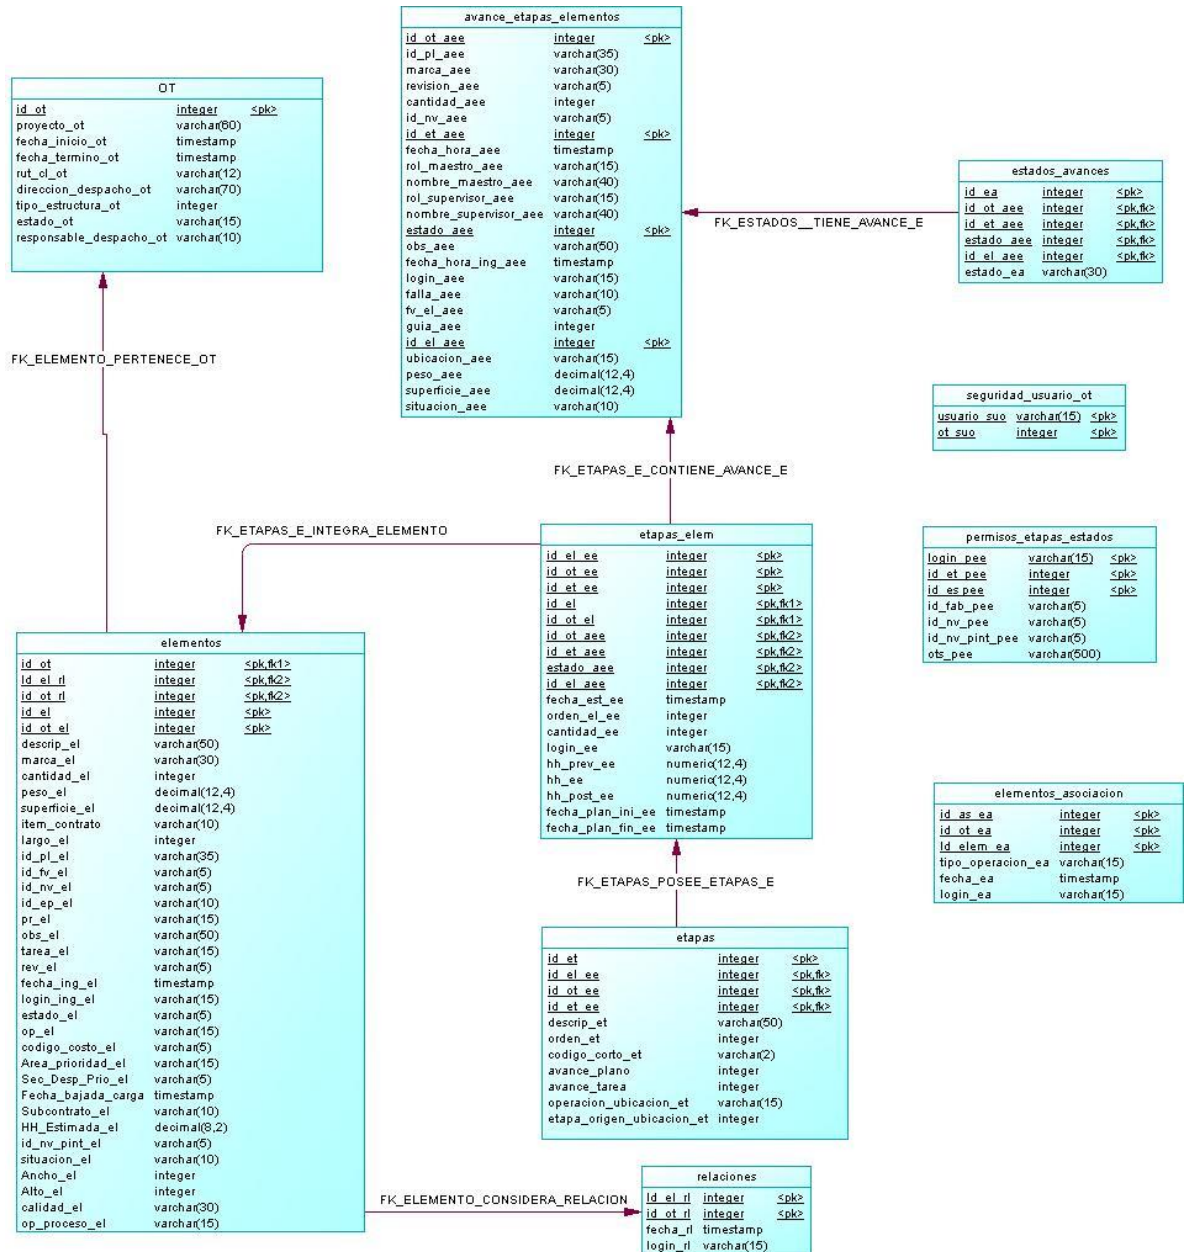 avance_etapas_elementos
id_ot_aee integer <pk>
id_pl_aee varchar(35)
marca_aee varchar(30)
revision_aee varchar(5)
cantidad_aee integer
id_nv_aee varchar(5)
id_et_aee integer <pk>
fecha_hora_aee timestamp
rol_maestro_aee varchar(15)
nombre_maestro_aee varchar(40)
rol_supervisor_aee varchar(15)
nombre_supervisor_aee varchar(40)
estado_aee integer <pk>
obs_aee varchar(50)
fecha_hora_ing_aee timestamp
login_aee varchar(15)
falla_aee varchar(10)
fv_el_aee varchar(5)
guia_aee integer
id_el_aee integer <pk>
ubicacion_aee varchar(15)
peso_aee decimal(12,4)
superficie_aee decimal(12,4)
situacion_aee varchar(10)
OT
id_ot integer <pk>
proyecto_ot varchar(60)
fecha_inicio_ot timestamp
fecha_termino_ot timestamp
rut_cl_ot varchar(12)
direccion_despacho_ot varchar(70)
tipo_estructura_ot integer
estado_ot varchar(15)
responsable_despacho_ot varchar(10)
estados_avances
id_ea integer <pk>
id_ot_aee integer <pk,fk>
id_et_aee integer <pk,fk>
estado_aee integer <pk,fk>
id_el_aee integer <pk,fk>
estado_ea varchar(30)
FK_ESTADOS__TIENE_AVANCE_E
FK_ELEMENTO_PERTENECE_OT
seguridad_usuario_ot
usuario_suo varchar(15) <pk>
ot_suo integer <pk>
FK_ETAPAS_E_CONTIENE_AVANCE_E
FK_ETAPAS_E_INTEGRA_ELEMENTO
etapas_elem
id_el_ee integer <pk>
id_ot_ee integer <pk>
id_et_ee integer <pk>
id_el integer <pk,fk1>
id_ot_el integer <pk,fk1>
id_ot_aee integer <pk,fk2>
id_et_aee integer <pk,fk2>
estado_aee integer <pk,fk2>
id_el_aee integer <pk,fk2>
fecha_est_ee timestamp
orden_el_ee integer
cantidad_ee integer
login_ee varchar(15)
hh_prev_ee numeric(12,4)
hh_ee numeric(12,4)
hh_post_ee numeric(12,4)
fecha_plan_ini_ee timestamp
fecha_plan_fin_ee timestamp
permisos_etapas_estados
login_pee varchar(15) <pk>
id_et_pee integer <pk>
id_es_pee integer <pk>
id_fab_pee varchar(5)
id_nv_pee varchar(5)
id_nv_pint_pee varchar(5)
ots_pee varchar(500)
elementos
id_ot integer <pk,fk1>
Id_el_rl integer <pk,fk2>
id_ot_rl integer <pk,fk2>
id_el integer <pk>
id_ot_el integer <pk>
descrip_el varchar(50)
marca_el varchar(30)
cantidad_el integer
peso_el decimal(12,4)
superficie_el decimal(12,4)
item_contrato varchar(10)
largo_el integer
id_pl_el varchar(35)
id_fv_el varchar(5)
id_nv_el varchar(5)
id_ep_el varchar(10)
pr_el varchar(15)
obs_el varchar(50)
tarea_el varchar(15)
rev_el varchar(5)
fecha_ing_el timestamp
login_ing_el varchar(15)
estado_el varchar(5)
op_el varchar(15)
codigo_costo_el varchar(5)
Area_prioridad_el varchar(15)
Sec_Desp_Prio_el varchar(5)
Fecha_bajada_carga timestamp
Subcontrato_el varchar(10)
HH_Estimada_el decimal(8,2)
id_nv_pint_el varchar(5)
situacion_el varchar(10)
Ancho_el integer
Alto_el integer
calidad_el varchar(30)
op_proceso_el varchar(15)
elementos_asociacion
id_as_ea integer <pk>
id_ot_ea integer <pk>
Id_elem_ea integer <pk>
tipo_operacion_ea varchar(15)
fecha_ea timestamp
login_ea varchar(15)
FK_ETAPAS_POSEE_ETAPAS_E
etapas
id_et integer <pk>
id_el_ee integer <pk,fk>
id_ot_ee integer <pk,fk>
id_et_ee integer <pk,fk>
descrip_et varchar(50)
orden_et integer
codigo_corto_et varchar(2)
avance_plano integer
avance_tarea integer
operacion_ubicacion_et varchar(15)
etapa_origen_ubicacion_et integer
FK_ELEMENTO_CONSIDERA_RELACION
relaciones
Id_el_rl integer <pk>
id_ot_rl integer <pk>
fecha_rl timestamp
login_rl varchar(15)